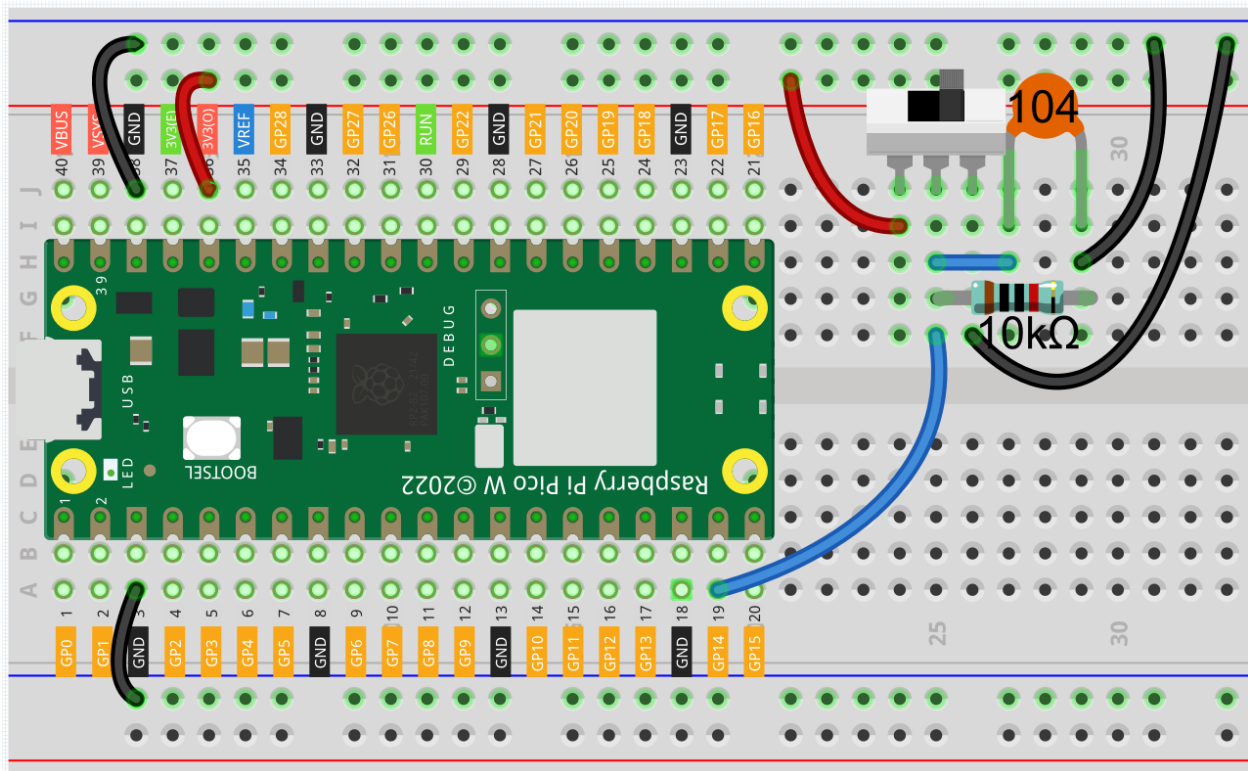 VBUS VSYS GND 3V3(E) 3V3(O) VREF GP28 GND GP27 GP26 RUN GP22 GND GP21 GP20 GP19 GP18 GND GP17 GP16
40 39 38 37 36 35 34 33 32 31 30 29 28 27 26 25 24 23 22 21
104
30
J
I
H
G
F
39
DEBUG
10kΩ
USB
E
D
C
B
A
LED
BOOTSEL
Raspberry Pi Pico W ©2022
1
2
1 2 3 4 5 6 7 8 9 10 11 12 13 14 15 16 17 18 19 20
25
30
GP0 GP1 GND GP2 GP3 GP4 GP5 GND GP6 GP7 GP8 GP9 GND GP10 GP11 GP12 GP13 GND GP14 GP15